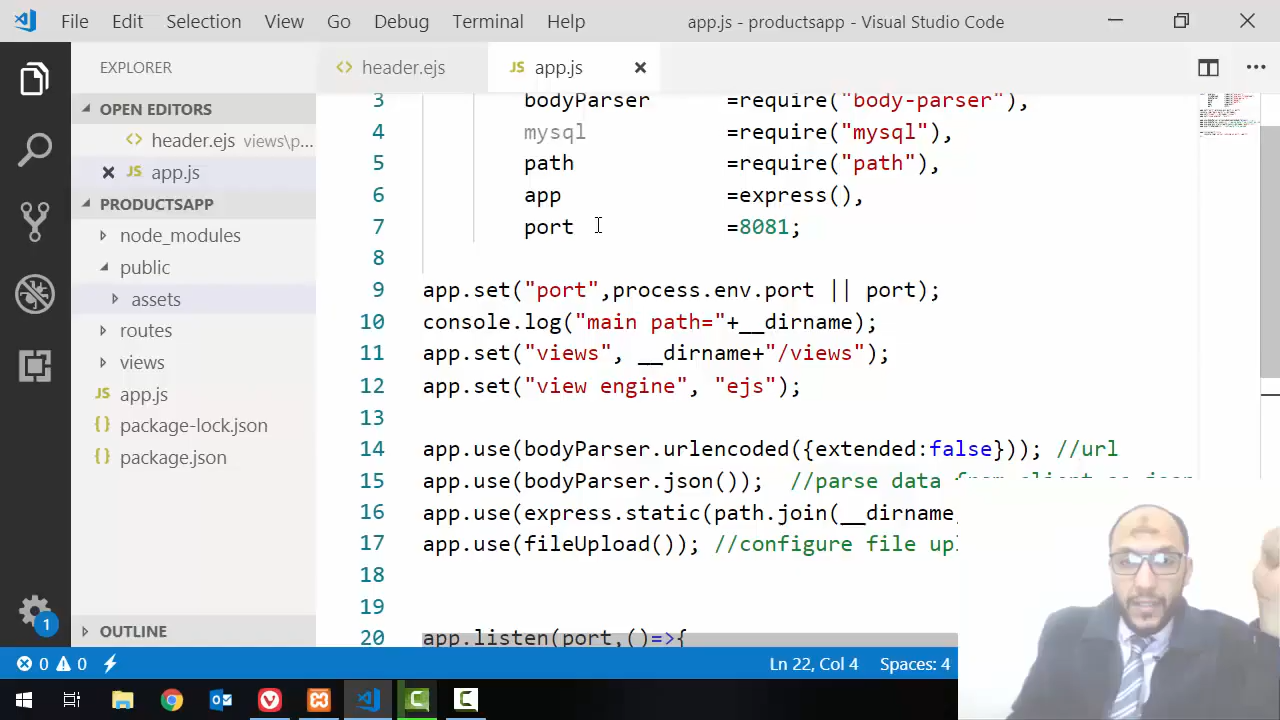 File Edit Selection View Go Debug Terminal Help app.js - productsapp - Visual Studio Code
EXPLORER
OPEN EDITORS
header.ejs views\p...
app.js
PRODUCTSAPP
node_modules
public
assets
routes
views
app.js
package-lock.json
package.json
OUTLINE
header.ejs app.js
3 bodyParser =require("body-parser"),
4 mysql =require("mysql"),
5 path =require("path"),
6 app =express(),
7 port =8081;
8
9 app.set("port",process.env.port || port);
10 console.log("main path="+__dirname);
11 app.set("views", __dirname+"/views");
12 app.set("view engine", "ejs");
13
14 app.use(bodyParser.urlencoded({extended:false})); //url
15 app.use(bodyParser.json()); //parse data from client as json
16 app.use(express.static(path.join(__dirname,
17 app.use(fileUpload()); //configure file upl
18
19
20 app.listen(port,()=>{
1
0 0 Ln 22, Col 4 Spaces: 4